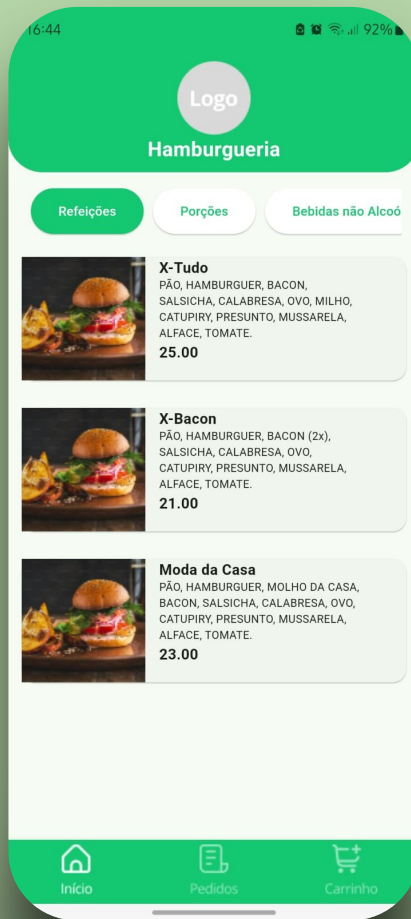 16:44
92%
Logo
Hamburgueria
Refeições
Porções
Bebidas não Alcoó
X-Tudo
PÃO, HAMBURGUER, BACON,
SALSICHA, CALABRESA, OVO, MILHO,
CATUPIRY, PRESUNTO, MUSSARELA,
ALFACE, TOMATE.
25.00
X-Bacon
PÃO, HAMBURGUER, BACON (2x),
SALSICHA, CALABRESA, OVO,
CATUPIRY, PRESUNTO, MUSSARELA,
ALFACE, TOMATE.
21.00
Moda da Casa
PÃO, HAMBURGUER, MOLHO DA CASA,
BACON, SALSICHA, CALABRESA, OVO,
CATUPIRY, PRESUNTO, MUSSARELA,
ALFACE, TOMATE.
23.00
Início
Pedidos
Carrinho